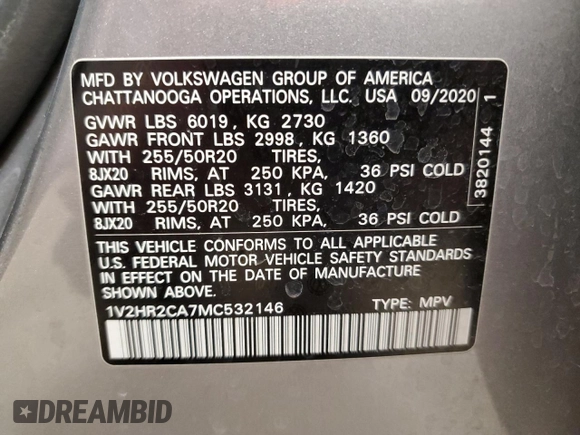 MFD BY VOLKSWAGEN GROUP OF AMERICA
CHATTANOOGA OPERATIONS, LLC. USA 09/2020
GVWR LBS 6019, KG 2730
GAWR FRONT LBS 2998, KG 1360
WITH 255/50R20 TIRES,
8JX20 RIMS, AT 250 KPA, 36 PSI COLD
GAWR REAR LBS 3131, KG 1420
WITH 255/50R20 TIRES,
8JX20 RIMS, AT 250 KPA, 36 PSI COLD
THIS VEHICLE CONFORMS TO ALL APPLICABLE
U.S. FEDERAL MOTOR VEHICLE SAFETY STANDARDS
IN EFFECT ON THE DATE OF MANUFACTURE
SHOWN ABOVE.
1V2HR2CA7MC532146 TYPE: MPV
3820144 1
DREAMBID